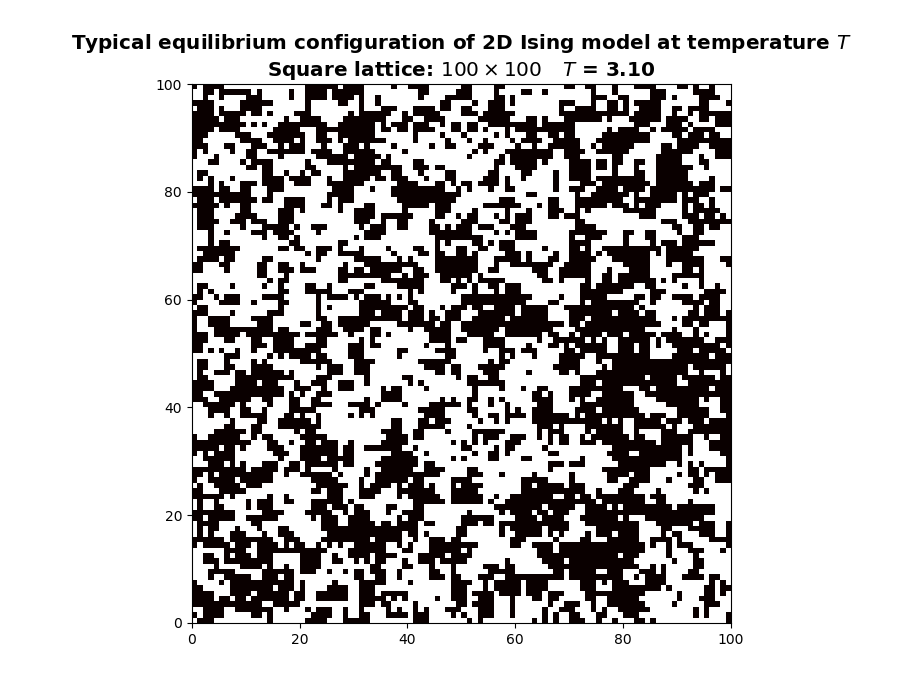 Typical equilibrium configuration of 2D Ising model at temperature T
Square lattice: 100 × 100 T = 3.10
100
80
60
40
20
0
0 20 40 60 80 100